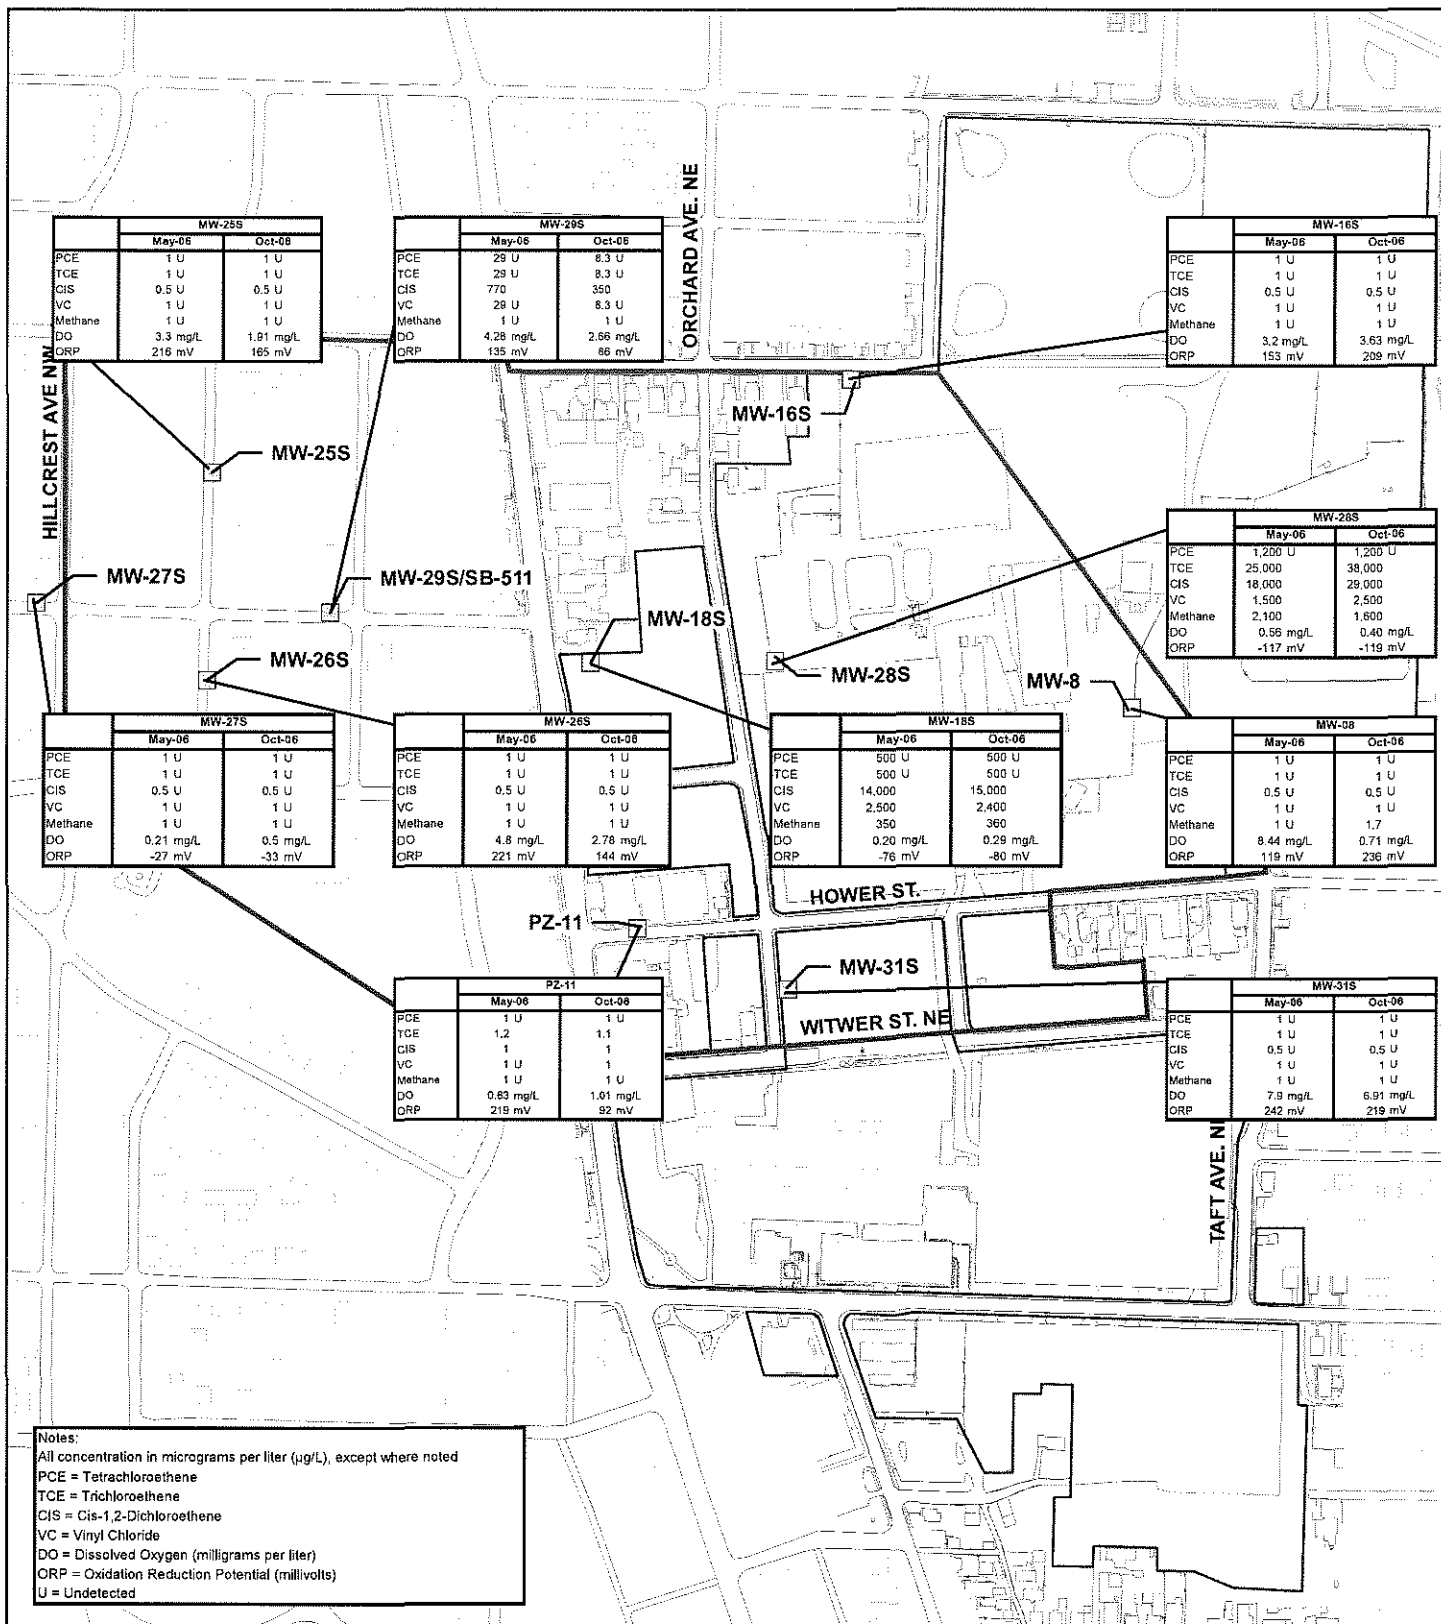 ORCHARD AVE. NE
HILLCREST AVE NW
MW-25S
May-06 Oct-06
PCE 1 U 1 U
TCE 1 U 1 U
CIS 0.5 U 0.5 U
VC 1 U 1 U
Methane 1 U 1 U
DO 3.3 mg/L 1.91 mg/L
ORP 216 mV 165 mV
MW-29S
May-06 Oct-06
PCE 29 U 8.3 U
TCE 29 U 8.3 U
CIS 770 350
VC 29 U 8.3 U
Methane 1 U 1 U
DO 4.28 mg/L 2.66 mg/L
ORP 135 mV 86 mV
MW-16S
May-06 Oct-06
PCE 1 U 1 U
TCE 1 U 1 U
CIS 0.5 U 0.5 U
VC 1 U 1 U
Methane 1 U 1 U
DO 3.2 mg/L 3.63 mg/L
ORP 153 mV 209 mV
MW-16S
MW-25S
MW-27S
MW-29S/SB-511
MW-18S
MW-26S
MW-28S
MW-8
MW-28S
May-06 Oct-06
PCE 1,200 U 1,200 U
TCE 25,000 38,000
CIS 18,000 29,000
VC 1,500 2,500
Methane 2,100 1,600
DO 0.56 mg/L 0.40 mg/L
ORP -117 mV -119 mV
MW-27S
May-06 Oct-06
PCE 1 U 1 U
TCE 1 U 1 U
CIS 0.5 U 0.5 U
VC 1 U 1 U
Methane 1 U 1 U
DO 0.21 mg/L 0.5 mg/L
ORP -27 mV -33 mV
MW-26S
May-06 Oct-06
PCE 1 U 1 U
TCE 1 U 1 U
CIS 0.5 U 0.5 U
VC 1 U 1 U
Methane 1 U 1 U
DO 4.8 mg/L 2.78 mg/L
ORP 221 mV 144 mV
MW-18S
May-06 Oct-06
PCE 500 U 500 U
TCE 500 U 500 U
CIS 14,000 15,000
VC 2,500 2,400
Methane 350 360
DO 0.20 mg/L 0.29 mg/L
ORP -76 mV -80 mV
MW-08
May-06 Oct-06
PCE 1 U 1 U
TCE 1 U 1 U
CIS 0.5 U 0.5 U
VC 1 U 1 U
Methane 1 U 1.7
DO 8.44 mg/L 0.71 mg/L
ORP 119 mV 236 mV
HOWER ST.
PZ-11
MW-31S
WITWER ST. NE
PZ-11
May-06 Oct-06
PCE 1 U 1 U
TCE 1.2 1.1
CIS 1 1
VC 1 U 1
Methane 1 U 1 U
DO 0.63 mg/L 1.01 mg/L
ORP 219 mV 92 mV
MW-31S
May-06 Oct-06
PCE 1 U 1 U
TCE 1 U 1 U
CIS 0.5 U 0.5 U
VC 1 U 1 U
Methane 1 U 1 U
DO 7.9 mg/L 6.91 mg/L
ORP 242 mV 219 mV
TAFT AVE. NE
Notes:
All concentration in micrograms per liter (µg/L), except where noted
PCE = Tetrachloroethene
TCE = Trichloroethene
CIS = Cis-1,2-Dichloroethene
VC = Vinyl Chloride
DO = Dissolved Oxygen (milligrams per liter)
ORP = Oxidation Reduction Potential (millivolts)
U = Undetected